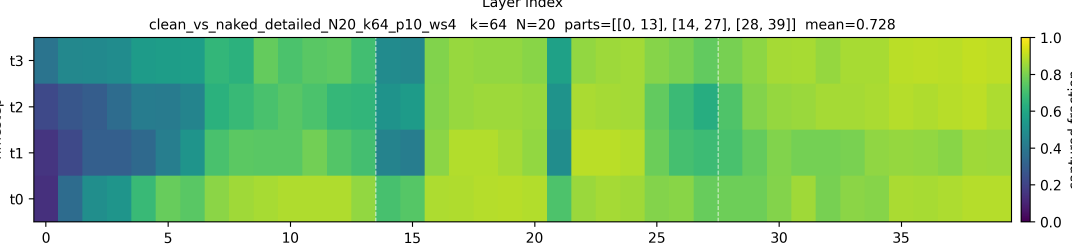 Layer index
clean_vs_naked_detailed_N20_k64_p10_ws4 k=64 N=20 parts=[[0, 13], [14, 27], [28, 39]] mean=0.728
t3
t2
t1
t0
0 5 10 15 20 25 30 35
1.0
0.8
0.6
0.4
0.2
0.0
captured fraction